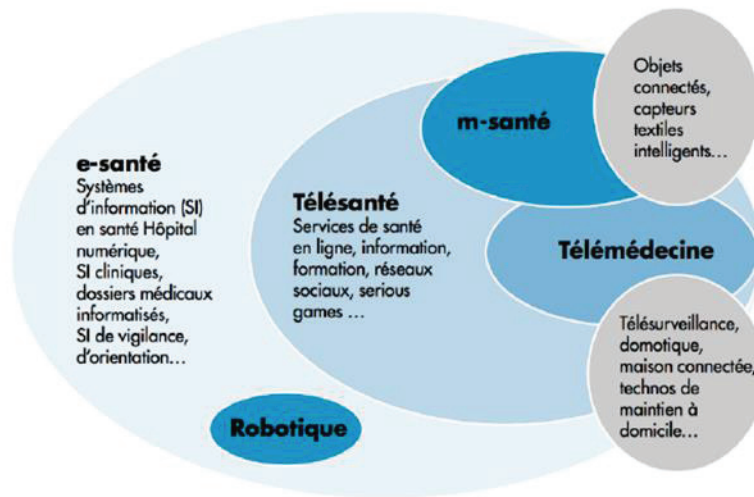 e-santé
Systèmes
d'information (SI)
en santé Hôpital
numérique,
SI cliniques,
dossiers médicaux
informatisés,
SI de vigilance,
d'orientation...
Télésanté
Services de santé
en ligne, information,
formation, réseaux
sociaux, serious
games ...
m-santé
Objets
connectés,
capteurs
textiles
intelligents...
Télémédecine
Télésurveillance,
domotique,
maison connectée,
technos de
maintien à
domicile...
Robotique